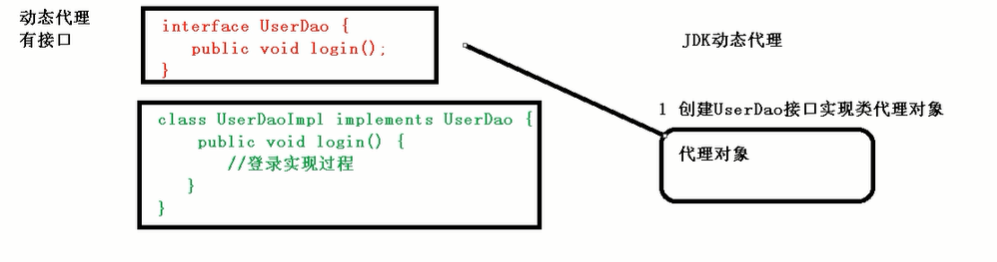 动态代理
有接口
interface UserDao {
public void login();
}
class UserDaoImpl implements UserDao {
public void login() {
//登录实现过程
}
}
JDK动态代理
1 创建UserDao接口实现类代理对象
代理对象